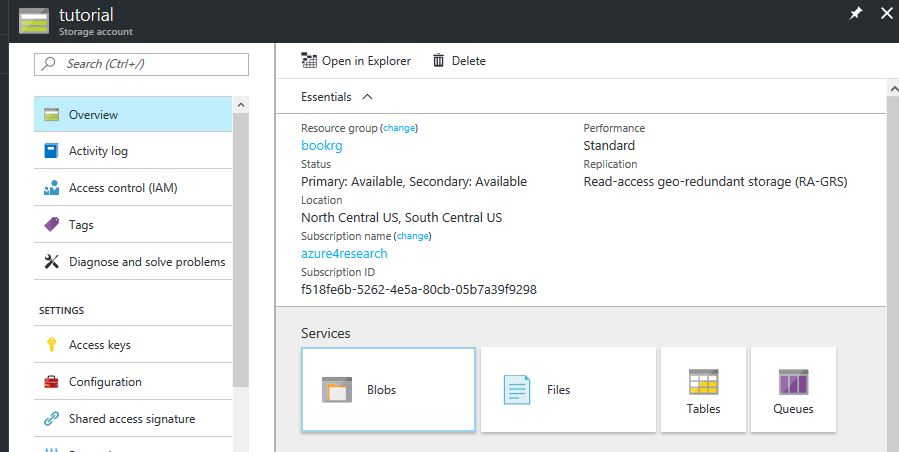 tutorial
Storage account
Search (Ctrl+/)
Overview
Activity log
Access control (IAM)
Tags
Diagnose and solve problems
SETTINGS
Access keys
Configuration
Shared access signature
Open in Explorer
Delete
Essentials
Resource group (change)
bookrg
Status
Primary: Available, Secondary: Available
Location
North Central US, South Central US
Subscription name (change)
azure4research
Subscription ID
f518fe6b-5262-4e5a-80cb-05b7a39f9298
Performance
Standard
Replication
Read-access geo-redundant storage (RA-GRS)
Services
Blobs
Files
Tables
Queues